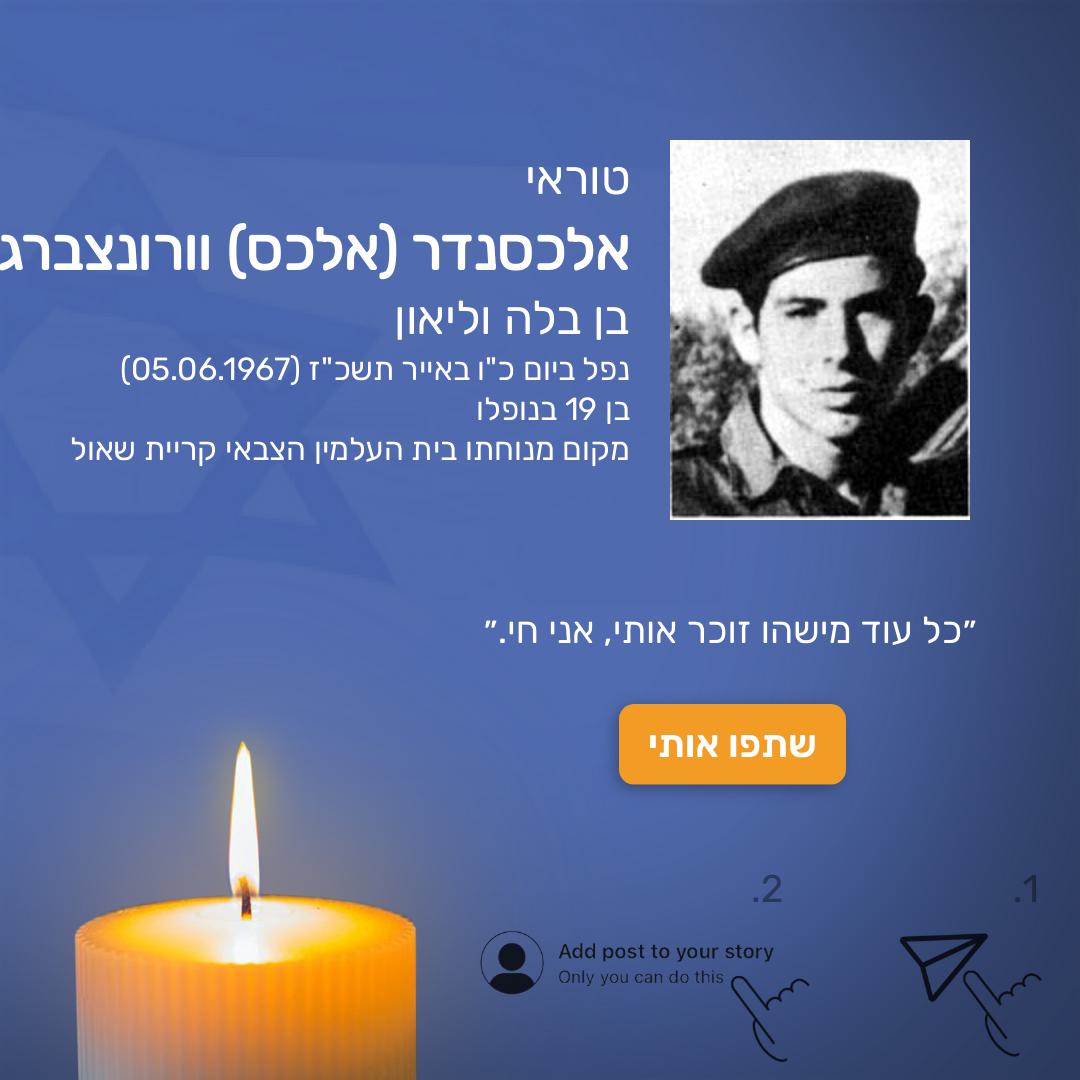 טוראי
אלכסנדר (אלכס) וורונצברג
בן בלה וליאון
נפל ביום כ"ו באייר תשכ"ז (05.06.1967)
בן 19 בנופלו
מקום מנוחתו בית העלמין הצבאי קריית שאול
״כל עוד מישהו זוכר אותי, אני חי.״
שתפו אותי
1.
2.
Add post to your story
Only you can do this